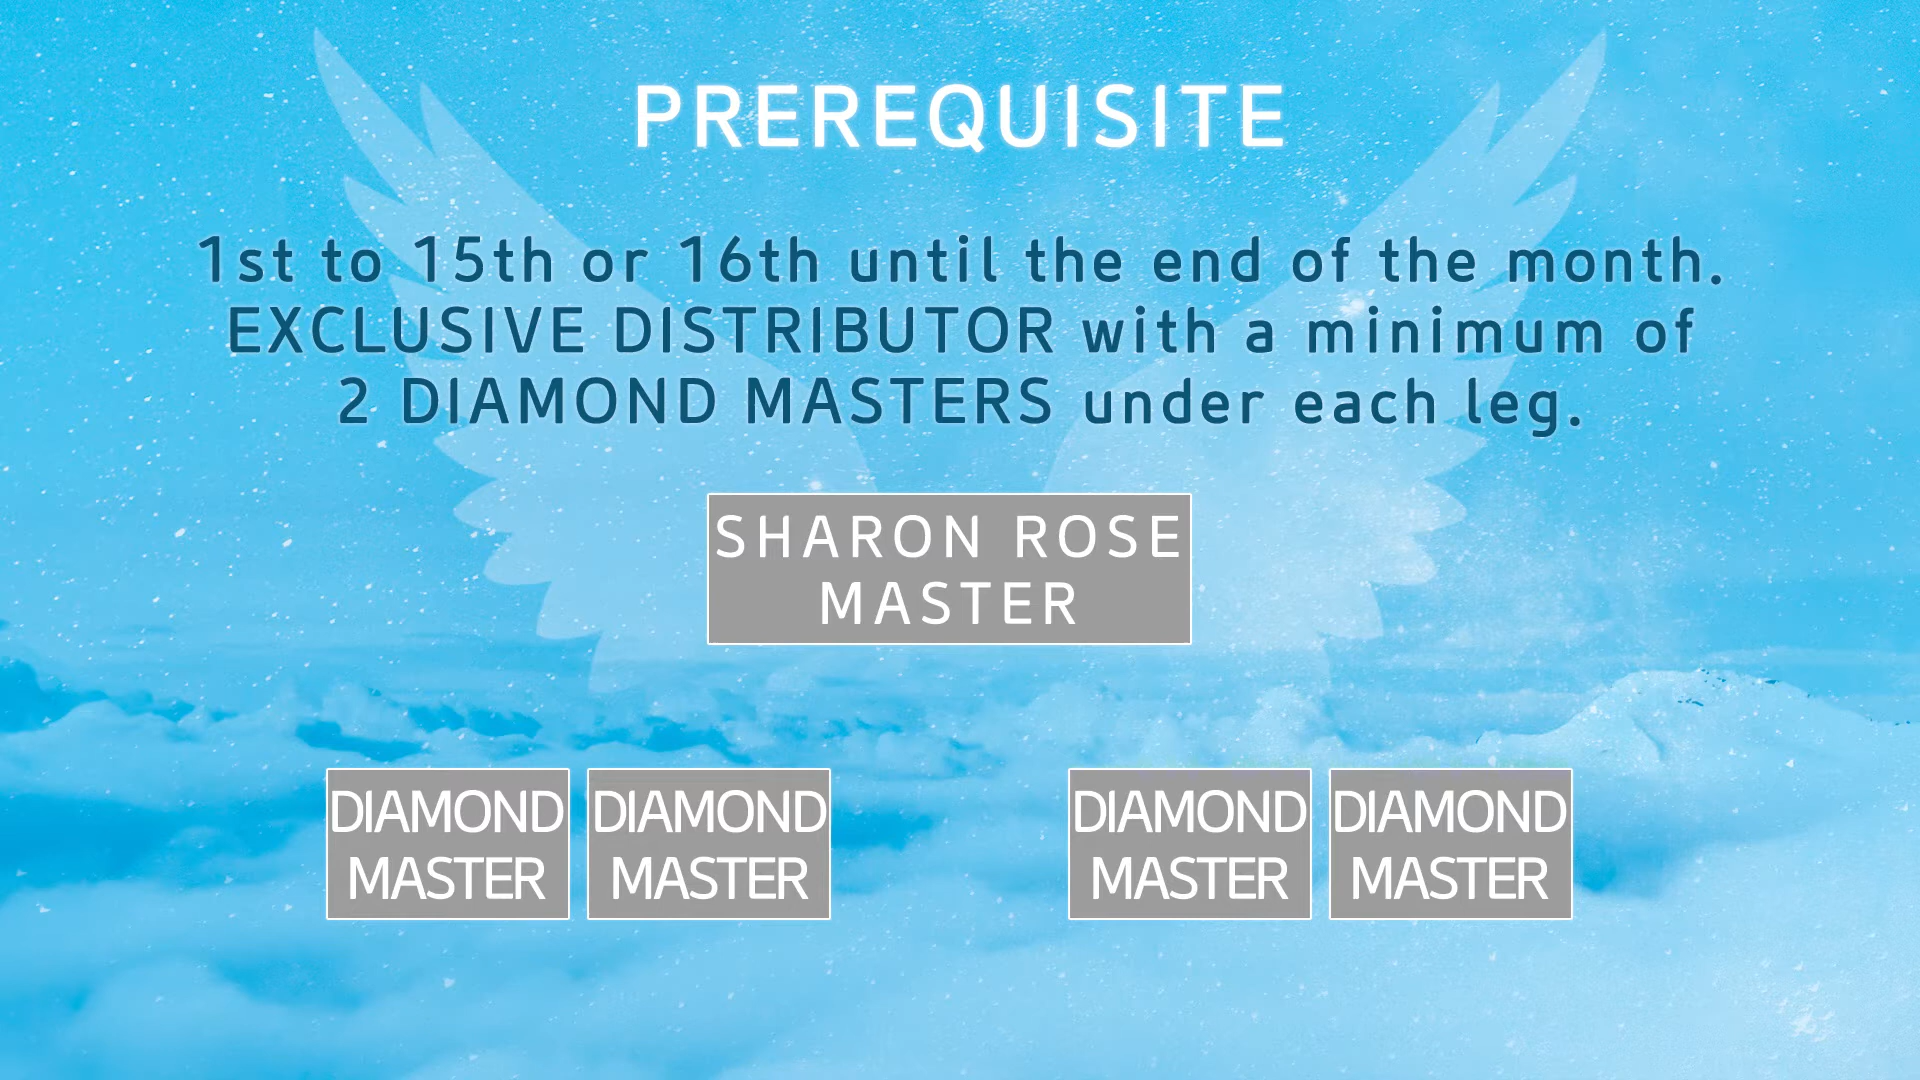 PREREQUISITE
1st to 15th or 16th until the end of the month.
EXCLUSIVE DISTRIBUTOR with a minimum of
2 DIAMOND MASTERS under each leg.
SHARON ROSE
MASTER
DIAMOND
MASTER
DIAMOND
MASTER
DIAMOND
MASTER
DIAMOND
MASTER